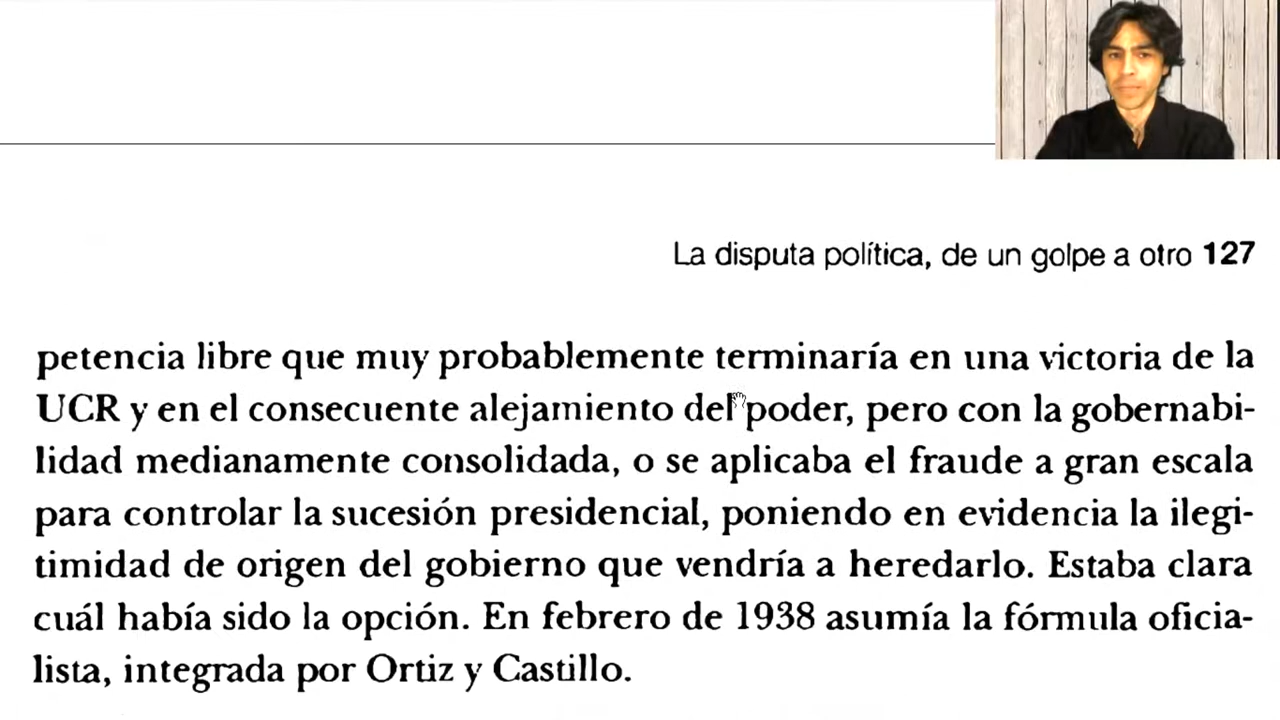 La disputa política, de un golpe a otro 127
petencia libre que muy probablemente terminaría en una victoria de la
UCR y en el consecuente alejamiento del poder, pero con la gobernabi-
lidad medianamente consolidada, o se aplicaba el fraude a gran escala
para controlar la sucesión presidencial, poniendo en evidencia la ilegi-
timidad de origen del gobierno que vendría a heredarlo. Estaba clara
cuál había sido la opción. En febrero de 1938 asumía la fórmula oficia-
lista, integrada por Ortiz y Castillo.